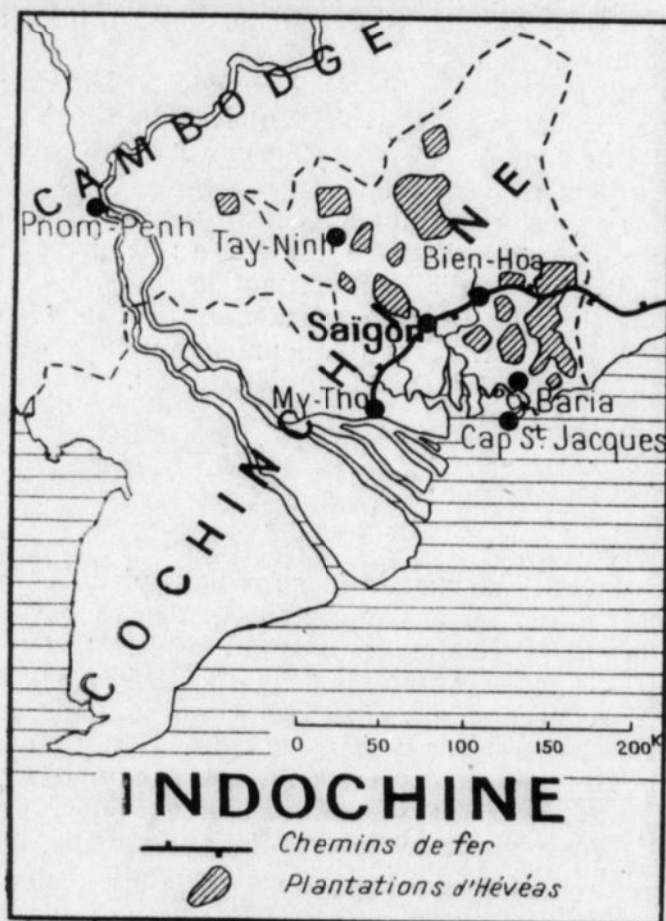 CAMBODGE
Pnom-Penh
Tay-Ninh
Bien-Hoa
Saïgon
My-Tho
Baria
Cap St. Jacques
COCHINCHINE
0 50 100 150 200K
INDOCHINE
Chemins de fer
Plantations d'Hévéas